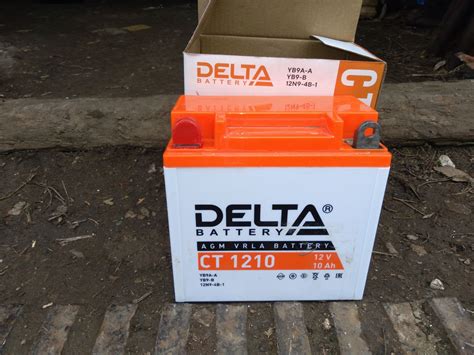 DELTA
BATTERY
YB9A-A
YB9-B
12N9-4B-1
CT
DELTA®
BATTERY
AGM VRLA BATTERY
CT 1210
12 V
10 Ah
YB9A-A
YB9-B
12N9-4B-1